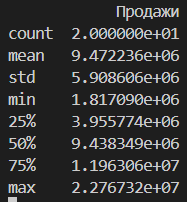 Продажи
count 2.000000e+01
mean 9.472236e+06
std 5.908606e+06
min 1.817090e+06
25% 3.955774e+06
50% 9.438349e+06
75% 1.196306e+07
max 2.276732e+07